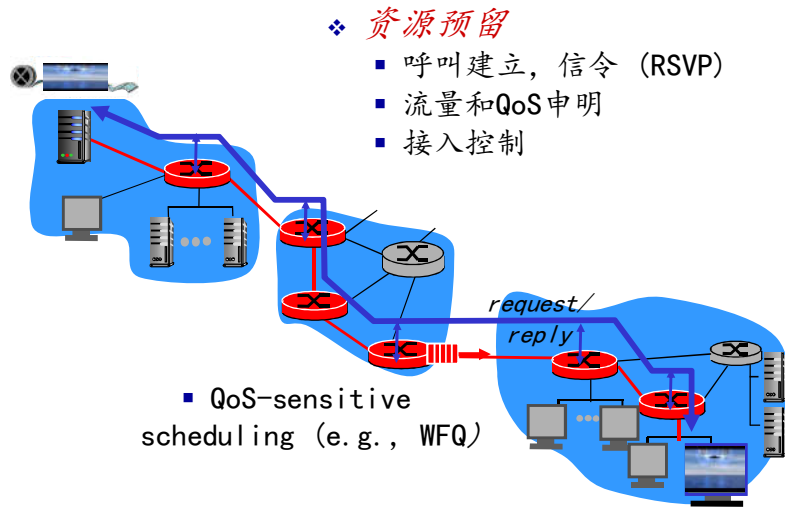 资源预留
呼叫建立, 信令 (RSVP)
流量和QoS申明
接入控制
request/
reply
QoS-sensitive
scheduling (e.g., WFQ)